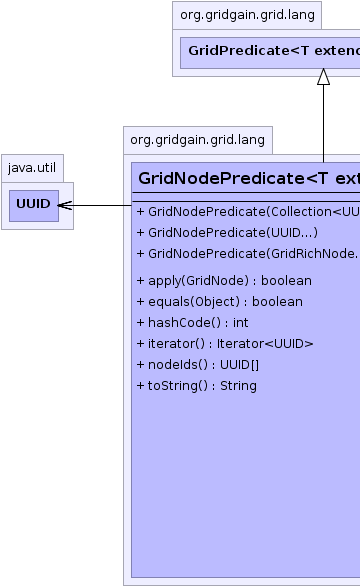 org.gridgain.grid.lang
GridPredicate<T extend
org.gridgain.grid.lang
java.util
GridNodePredicate<T ext
UUID
+ GridNodePredicate(Collection<UU
+ GridNodePredicate(UUID...)
+ GridNodePredicate(GridRichNode.
+ apply(GridNode) : boolean
+ equals(Object) : boolean
+ hashCode() : int
+ iterator() : Iterator<UUID>
+ nodeIds() : UUID[]
+ toString() : String